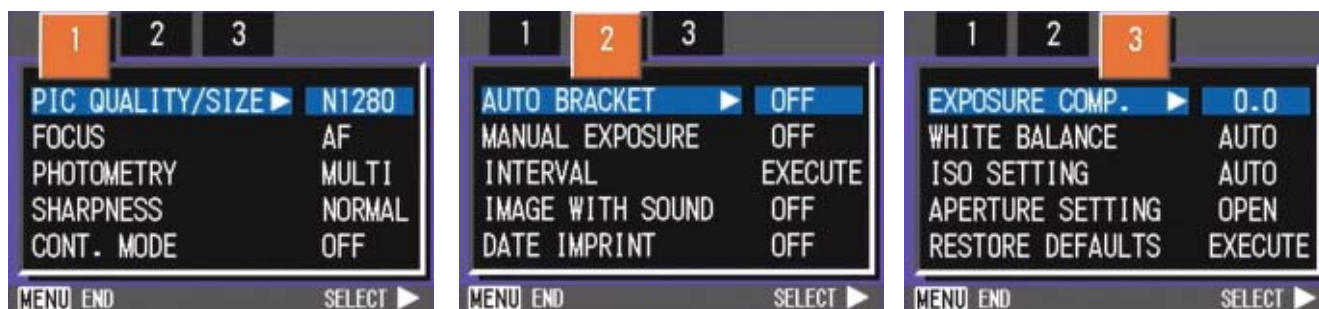 1 2 3
PIC QUALITY/SIZE N1280
FOCUS AF
PHOTOMETRY MULTI
SHARPNESS NORMAL
CONT. MODE OFF
MENU END SELECT
1 2 3
AUTO BRACKET OFF
MANUAL EXPOSURE OFF
INTERVAL EXECUTE
IMAGE WITH SOUND OFF
DATE IMPRINT OFF
MENU END SELECT
1 2 3
EXPOSURE COMP. 0.0
WHITE BALANCE AUTO
ISO SETTING AUTO
APERTURE SETTING OPEN
RESTORE DEFAULTS EXECUTE
MENU END SELECT